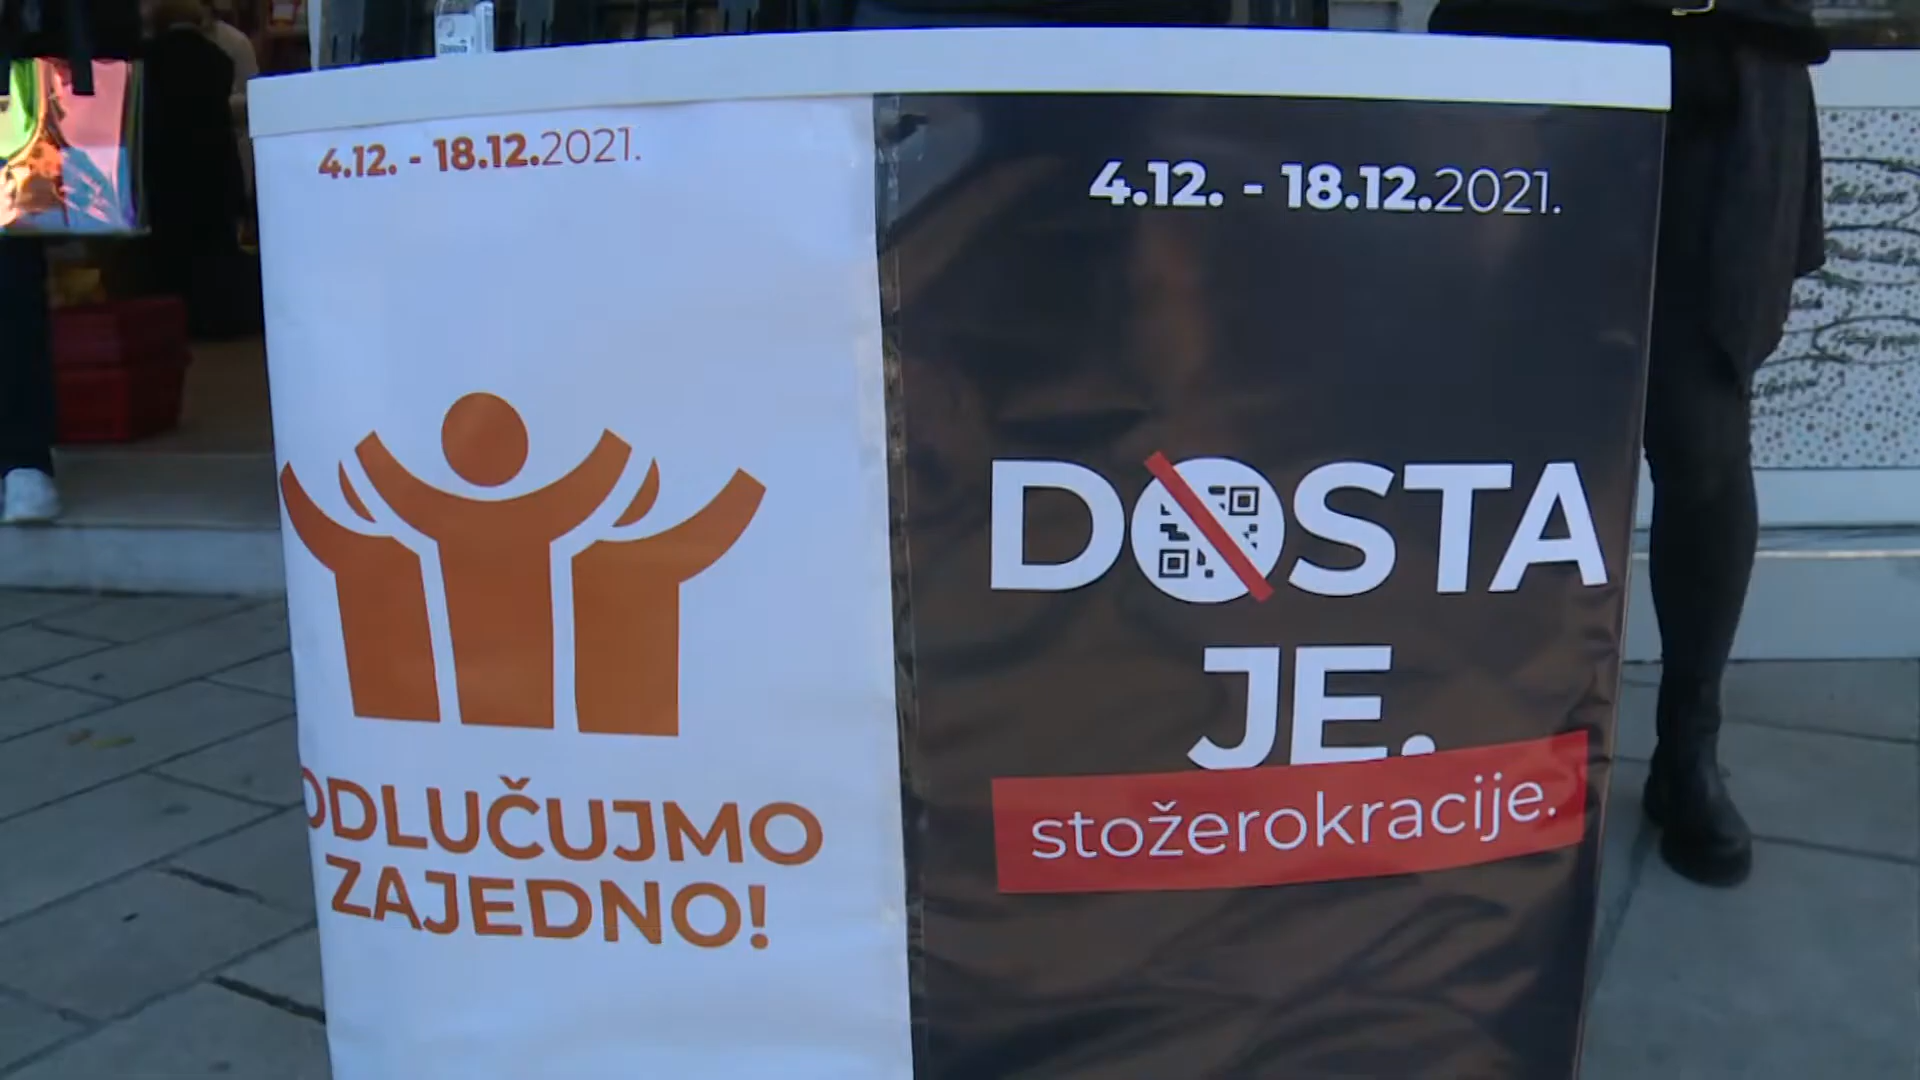 4.12. - 18.12.2021.
ODLUČUJMO
ZAJEDNO!
4.12. - 18.12.2021.
DOSTA
JE.
stožerokracije.